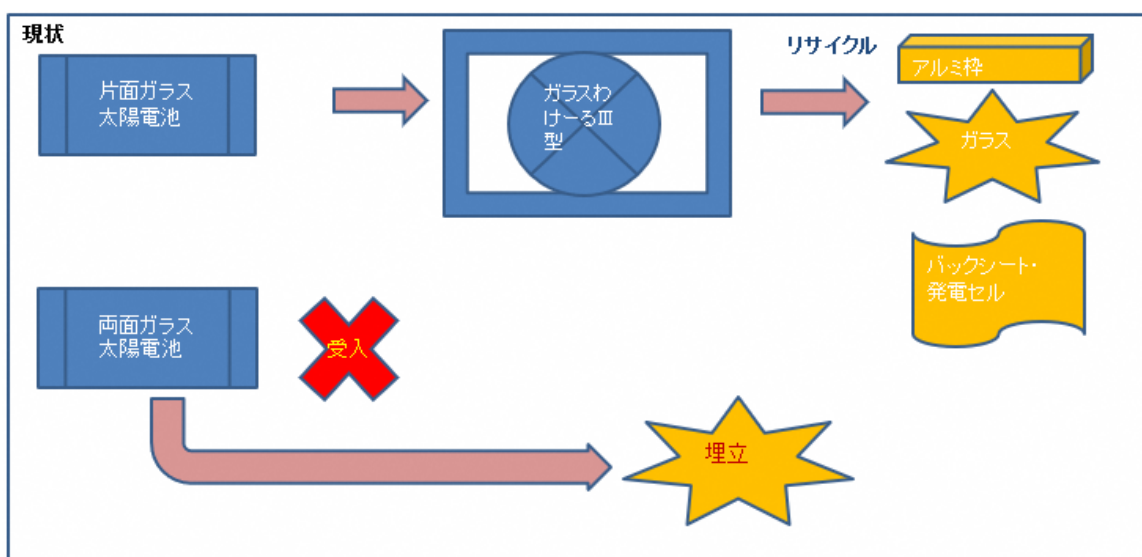 現状
片面ガラス
太陽電池
ガラスわ
けーるⅢ
型
リサイクル
アルミ枠
ガラス
バックシート・
発電セル
両面ガラス
太陽電池
受入
埋立